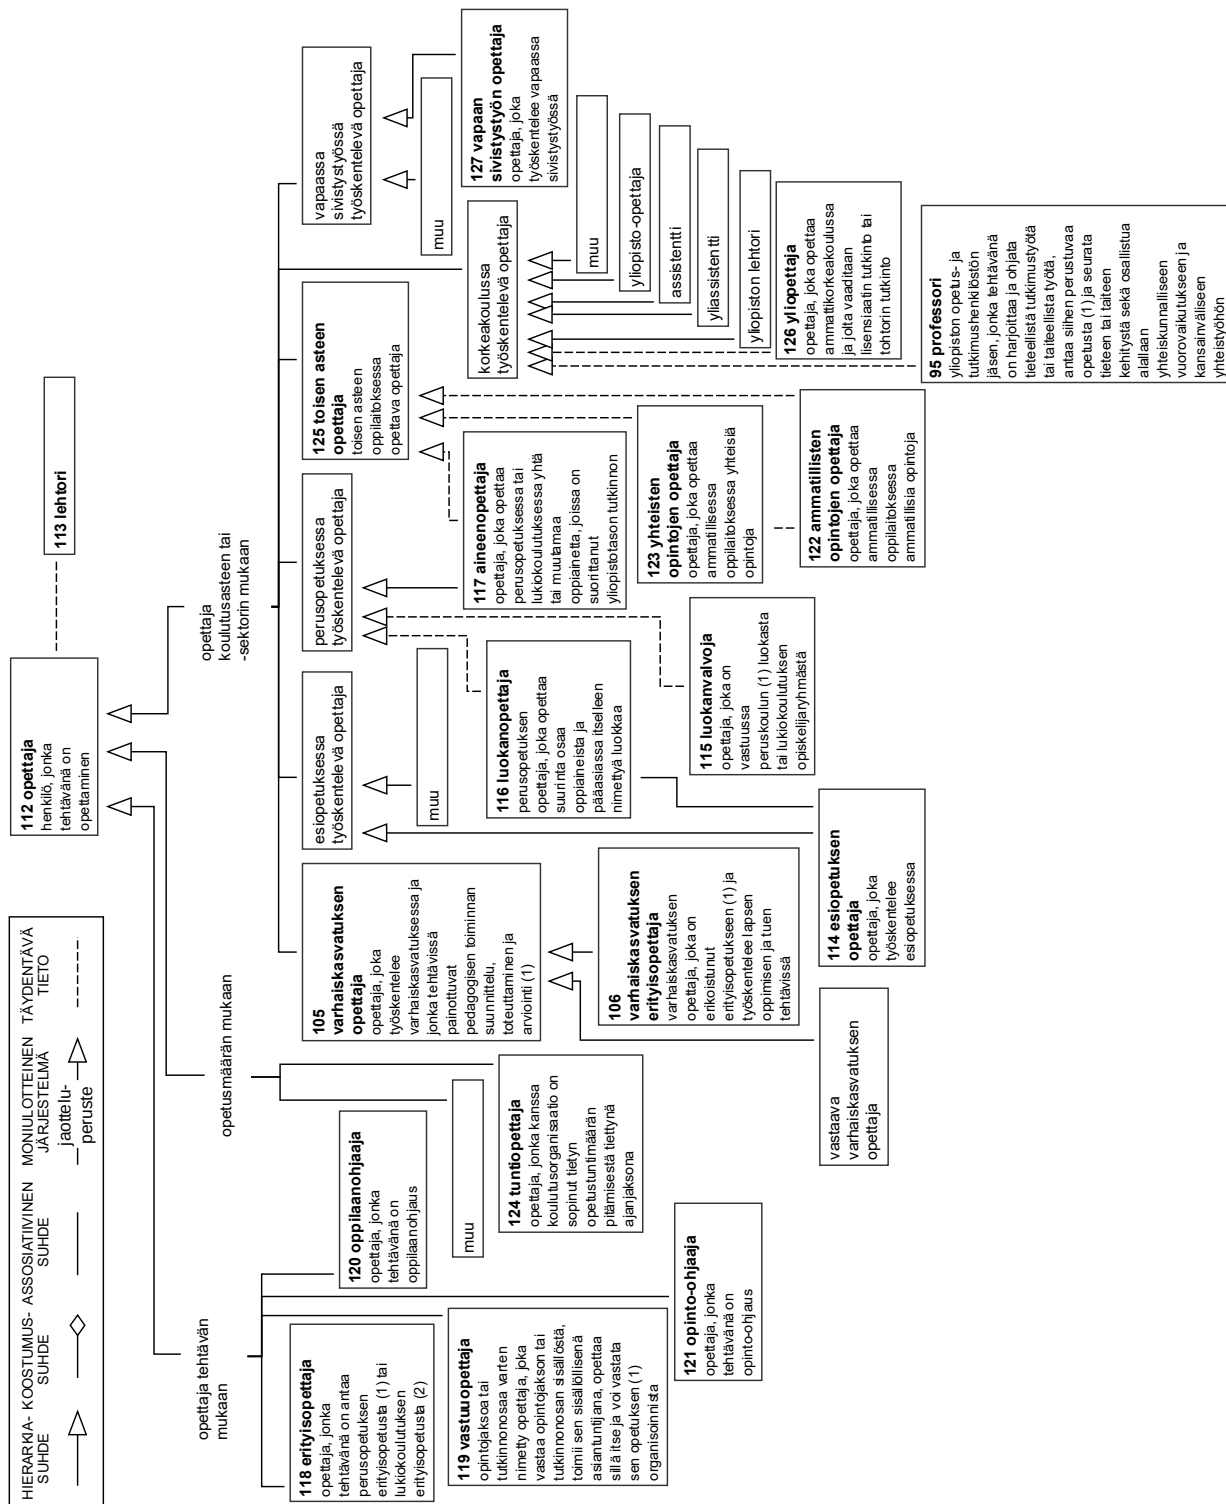 HIERARKIA-
SUHDE
KOOSTUMUS-
SUHDE
ASSOSIATIIVINEN
SUHDE
MONIULOTTEINEN
JÄRJESTELMÄ
jaottelu-
peruste
TÄYDENTÄVÄ
TIETO
112 opettaja
henkilö, jonka
tehtävänä on
opettaminen
113 lehtori
opettaja tehtävän
mukaan
opetusmäärän mukaan
opettaja
koulutusasteen tai
-sektorin mukaan
118 erityisopettaja
opettaja, jonka
tehtävänä on antaa
perusopetuksen
erityisopetusta (1) tai
lukiokoulutuksen
erityisopetusta (2)
120 oppilaanohjaaja
opettaja, jonka
tehtävänä on
oppilaanohjaus
119 vastuuopettaja
opintojaksoa tai
tutkinnonosaa varten
nimetty opettaja, joka
vastaa opintojakson tai
tutkinnonosan sisällöstä,
toimii sen sisällöllisenä
asiantuntijana, opettaa
sillä itse ja voi vastata
sen opetuksen (1)
organisoinnista
121 opinto-ohjaaja
opettaja, jonka
tehtävänä on
opinto-ohjaus
muu
124 tuntiopettaja
opettaja, jonka kanssa
koulutusorganisaatio on
sopinut tietyn
opetustuntimäärän
pitämisestä tiettynä
ajanjaksona
105
varhaiskasvatuksen
opettaja
opettaja, joka
työskentelee
varhaiskasvatuksessa ja
jonka tehtävissä
painottuvat
pedagogisen toiminnan
suunnittelu,
toteuttaminen ja
arviointi (1)
106
varhaiskasvatuksen
erityisopettaja
varhaiskasvatuksen
opettaja, joka on
erikoistunut
erityisopetukseen (1) ja
työskentelee lapsen
oppimisen ja tuen
tehtävissä
vastaava
varhaiskasvatuksen
opettaja
esiopetuksessa
työskentelevä opettaja
muu
114 esiopetuksen
opettaja
opettaja, joka
työskentelee
esiopetuksessa
perusopetuksessa
työskentelevä opettaja
116 luokanopettaja
perusopetuksen
opettaja, joka opettaa
suurinta osaa
oppiaineista ja
pääasiassa itselleen
nimettyä luokkaa
115 luokanvalvoja
opettaja, joka on
vastuussa
peruskoulun (1) luokasta
tai lukiokoulutuksen
opiskelijaryhmästä
117 aineenopettaja
opettaja, joka opettaa
perusopetuksessa tai
lukiokoulutuksessa yhtä
tai muutamaa
oppiainetta, joissa on
suorittanut
yliopistotason tutkinnon
125 toisen asteen
opettaja
toisen asteen
oppilaitoksessa
opettava opettaja
123 yhteisten
opintojen opettaja
opettaja, joka opettaa
ammatillisessa
oppilaitoksessa yhteisiä
opintoja
122 ammatillisten
opintojen opettaja
opettaja, joka opettaa
ammatillisessa
oppilaitoksessa
ammatillisia opintoja
korkeakoulussa
työskentelevä opettaja
muu
yliopisto-opettaja
assistentti
yliassistentti
yliopiston lehtori
126 yliopettaja
opettaja, joka opettaa
ammattikorkeakoulussa
ja jolta vaaditaan
lisensiaatin tutkinto tai
tohtorin tutkinto
95 professori
yliopiston opetus- ja
tutkimushenkilöstön
jäsen, jonka tehtävänä
on harjoittaa ja ohjata
tieteellistä tutkimustyötä
tai taiteellista työtä,
antaa siihen perustuvaa
opetusta (1) ja seurata
tieteen tai taiteen
kehitystä sekä osallistua
alallaan
yhteiskunnalliseen
vuorovaikutukseen ja
kansainväliseen
yhteistyöhön
vapaassa
sivistystyössä
työskentelevä opettaja
muu
127 vapaan
sivistystyön opettaja
opettaja, joka
työskentelee vapaassa
sivistystyössä